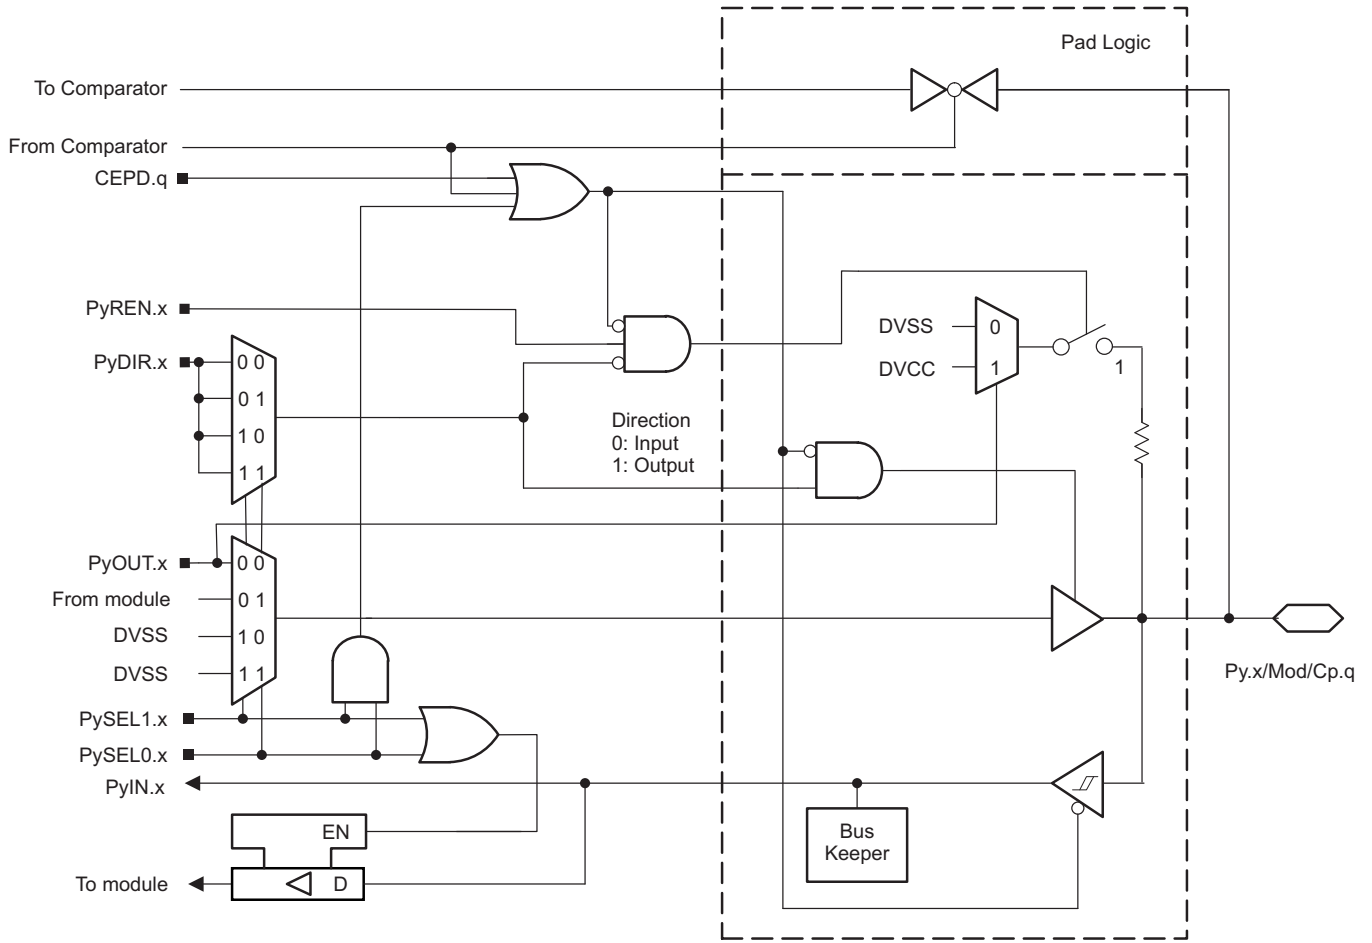 Pad Logic
To Comparator
From Comparator
CEPD.q
PyREN.x
PyDIR.x
0 0
0 1
1 0
1 1
DVSS
0
DVCC
1
1
Direction
0: Input
1: Output
PyOUT.x
0 0
From module
0 1
DVSS
1 0
DVSS
1 1
Py.x/Mod/Cp.q
PySEL1.x
PySEL0.x
PyIN.x
EN
Bus
Keeper
To module
D